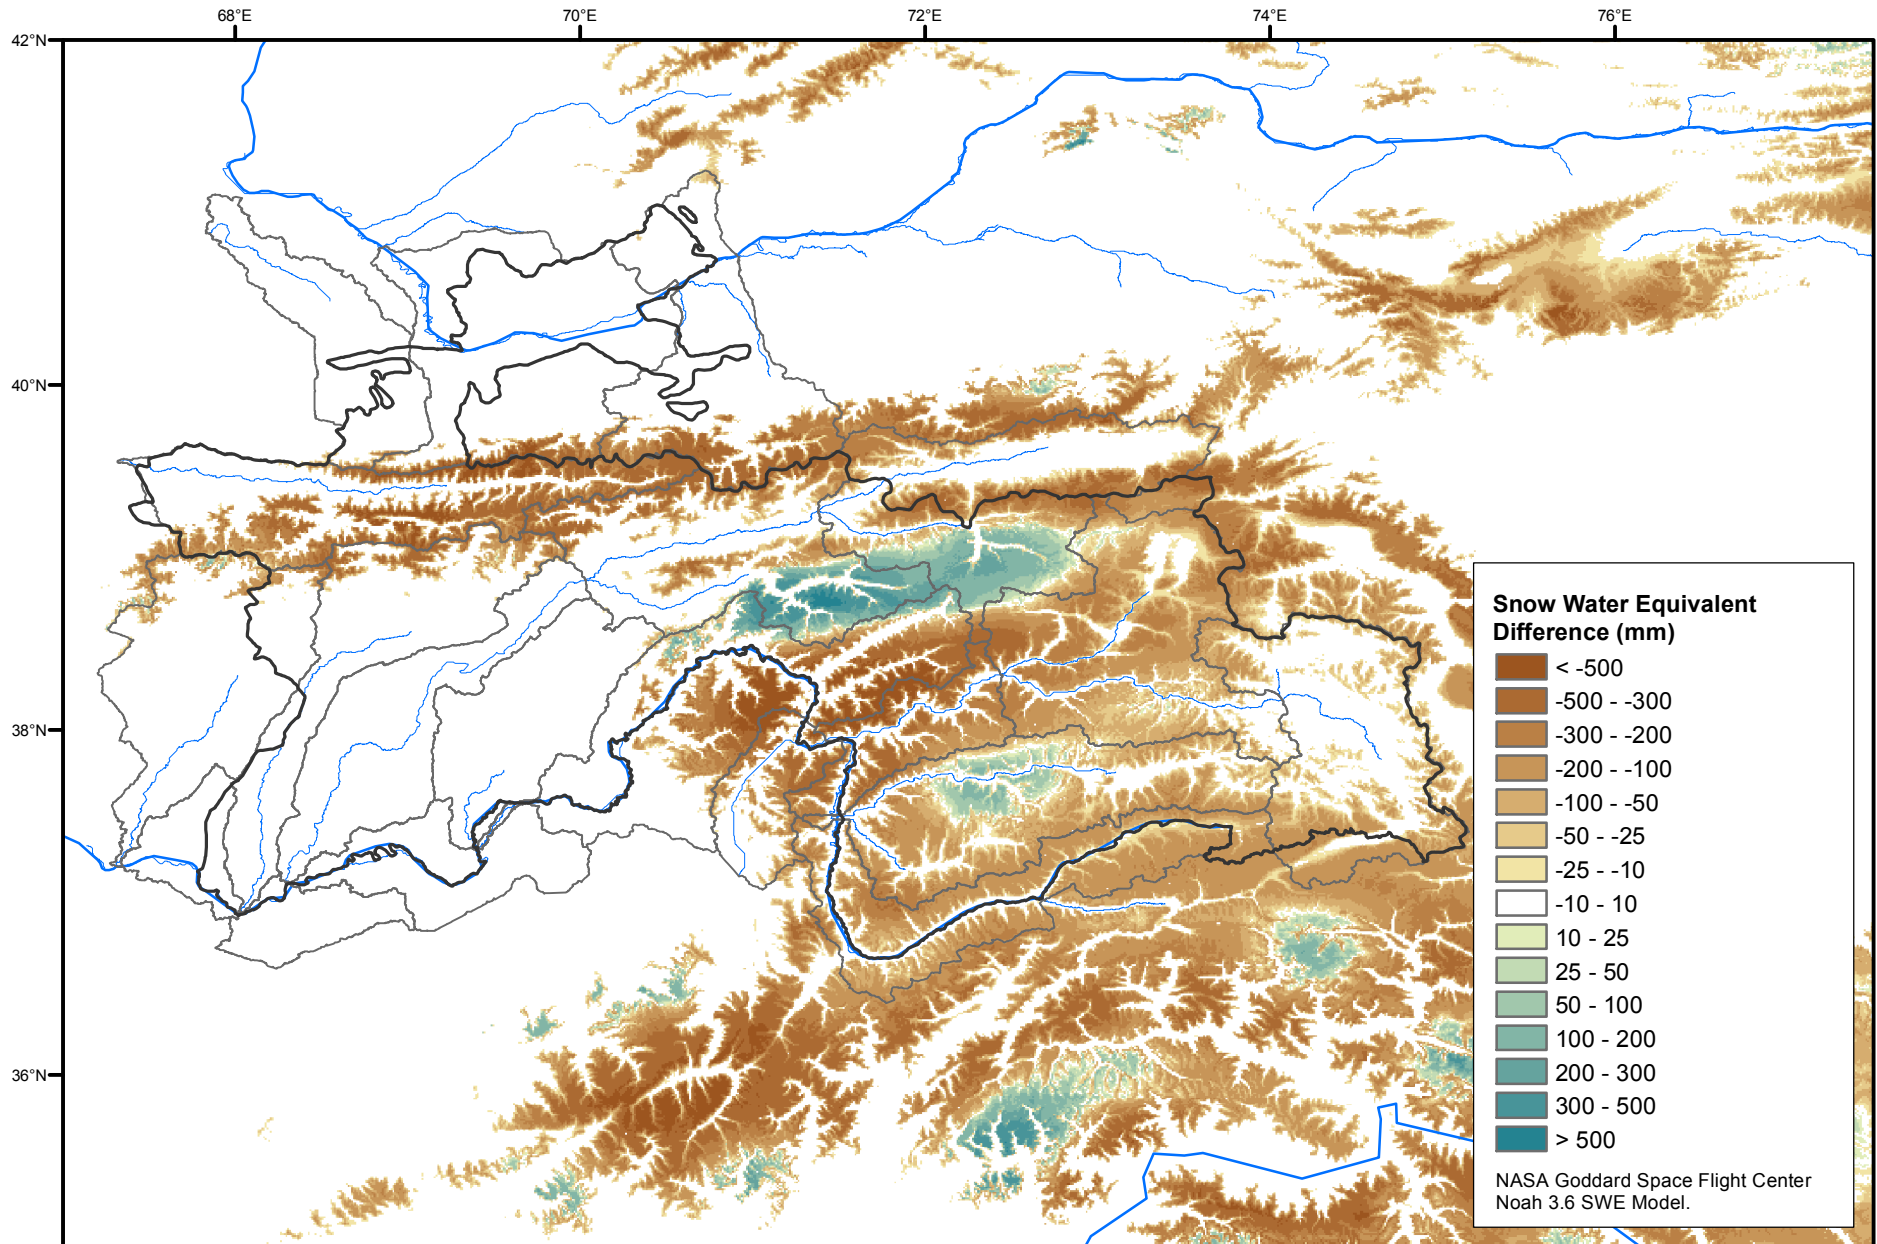 68°E
70°E
72°E
74°E
76°E
42°N
40°N
38°N
36°N
Snow Water Equivalent
Difference (mm)
< -500
-500 - -300
-300 - -200
-200 - -100
-100 - -50
-50 - -25
-25 - -10
-10 - 10
10 - 25
25 - 50
50 - 100
100 - 200
200 - 300
300 - 500
> 500
NASA Goddard Space Flight Center
Noah 3.6 SWE Model.